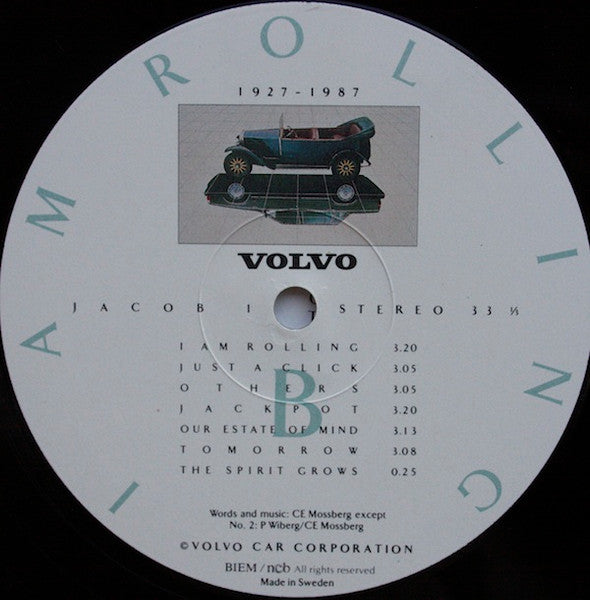 I AM ROLLING
1927-1987
VOLVO
JACOB 1 STEREO 33 ⅓
I AM ROLLING 3.20
JUST A CLICK 3.05
OTHERS 3.05
JACKPOT 3.20
OUR ESTATE OF MIND 3.13
TOMORROW 3.08
THE SPIRIT GROWS 0.25
B
Words and music: CE Mossberg except
No. 2: P Wiberg/CE Mossberg
©VOLVO CAR CORPORATION
BIEM / ncb All rights reserved
Made in Sweden